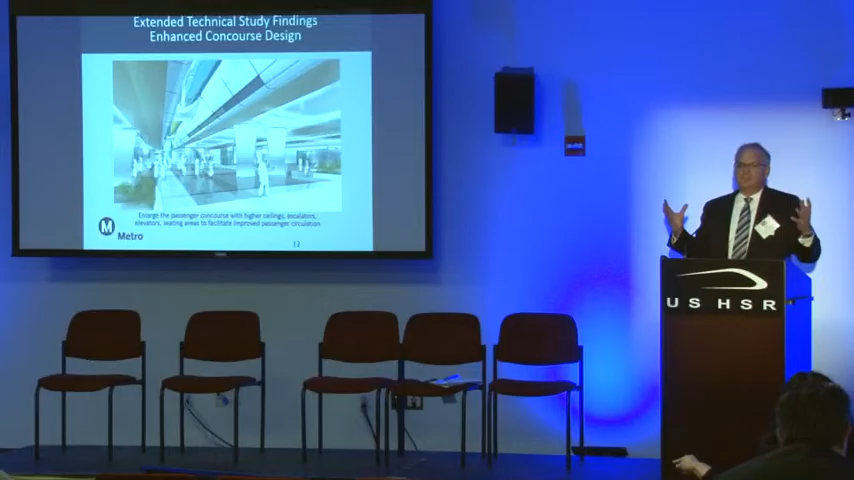 Extended Technical Study Findings
Enhanced Concourse Design
Enlarge the passenger concourse with higher ceilings, escalators,
elevators, seating areas to facilitate improved passenger circulation
M
Metro
12
US HSR